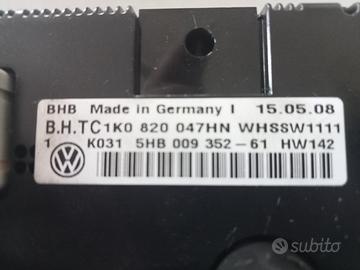 BHB Made in Germany I 15.05.08
B.H.TC1K0 820 047HN WHSSW1111
1 K031 5HB 009 352-61 HW142
subito